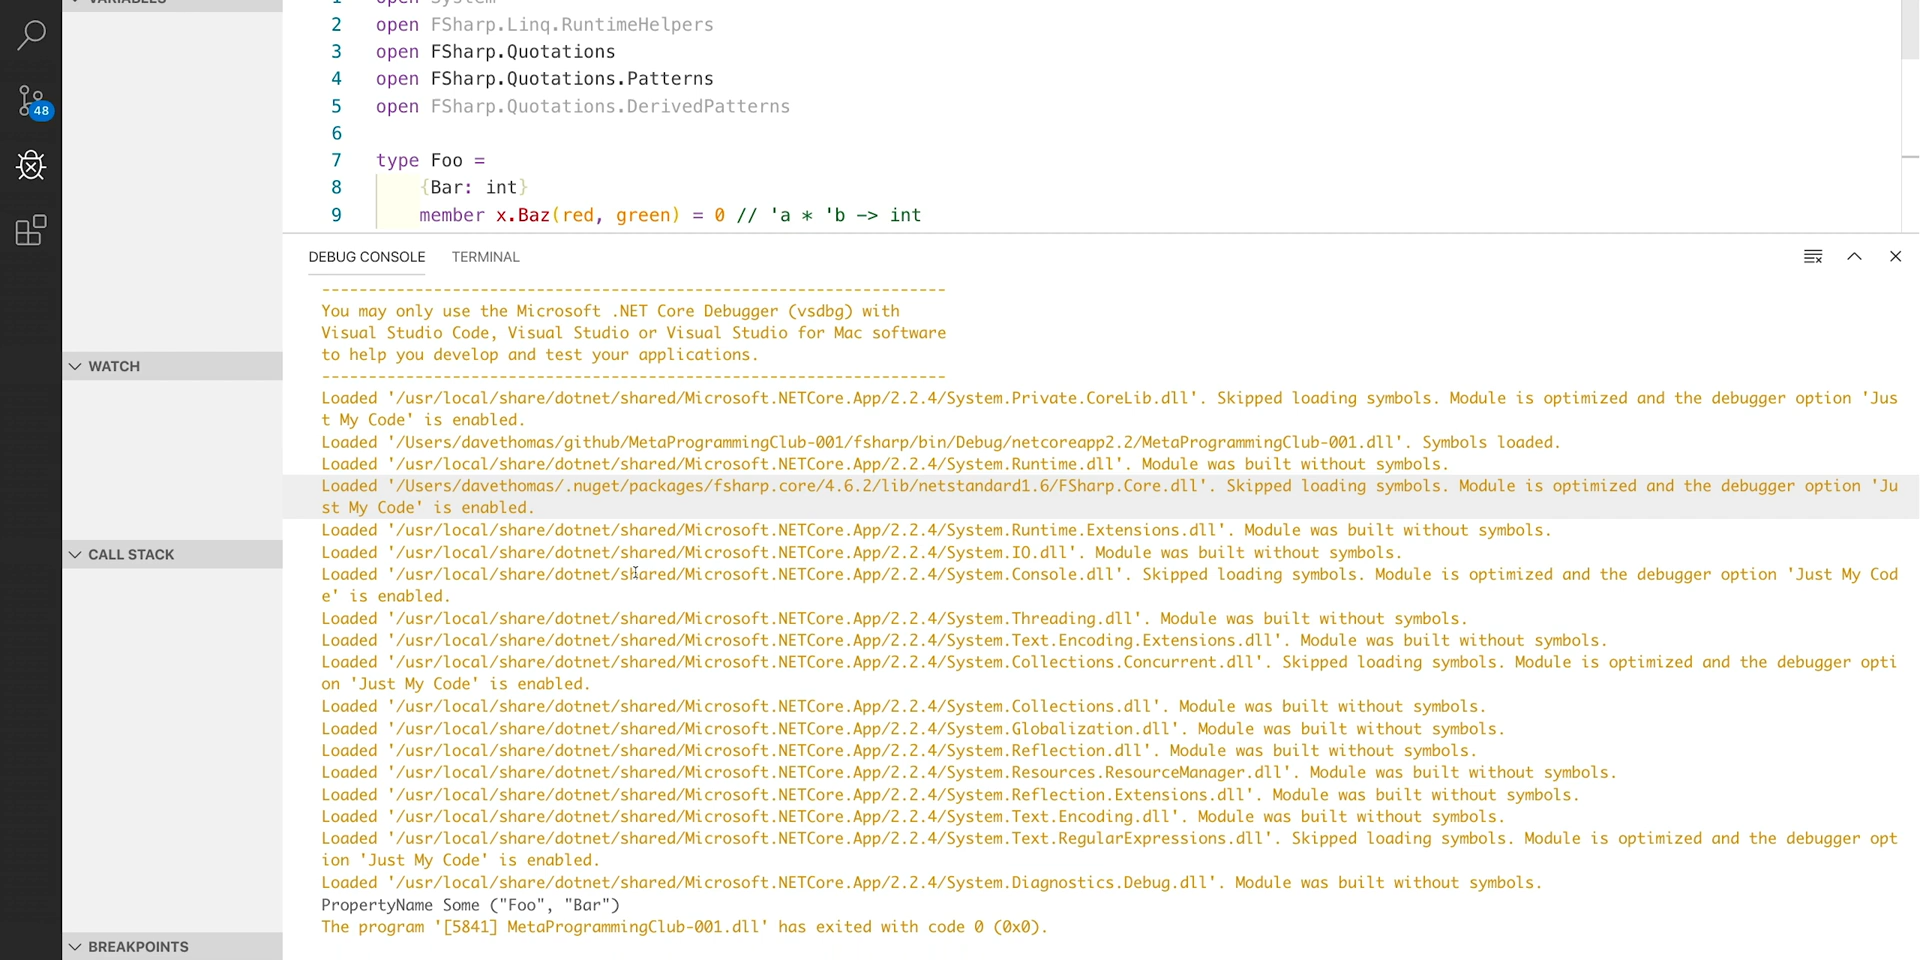 VARIABLES
48
WATCH
CALL STACK
BREAKPOINTS
1 open System
2 open FSharp.Linq.RuntimeHelpers
3 open FSharp.Quotations
4 open FSharp.Quotations.Patterns
5 open FSharp.Quotations.DerivedPatterns
6
7 type Foo =
8 {Bar: int}
9 member x.Baz(red, green) = 0 // 'a * 'b -> int
DEBUG CONSOLE TERMINAL
-------------------------------------------------------------------
You may only use the Microsoft .NET Core Debugger (vsdbg) with
Visual Studio Code, Visual Studio or Visual Studio for Mac software
to help you develop and test your applications.
-------------------------------------------------------------------
Loaded '/usr/local/share/dotnet/shared/Microsoft.NETCore.App/2.2.4/System.Private.CoreLib.dll'. Skipped loading symbols. Module is optimized and the debugger option 'Jus
t My Code' is enabled.
Loaded '/Users/davethomas/github/MetaProgrammingClub-001/fsharp/bin/Debug/netcoreapp2.2/MetaProgrammingClub-001.dll'. Symbols loaded.
Loaded '/usr/local/share/dotnet/shared/Microsoft.NETCore.App/2.2.4/System.Runtime.dll'. Module was built without symbols.
Loaded '/Users/davethomas/.nuget/packages/fsharp.core/4.6.2/lib/netstandard1.6/FSharp.Core.dll'. Skipped loading symbols. Module is optimized and the debugger option 'Ju
st My Code' is enabled.
Loaded '/usr/local/share/dotnet/shared/Microsoft.NETCore.App/2.2.4/System.Runtime.Extensions.dll'. Module was built without symbols.
Loaded '/usr/local/share/dotnet/shared/Microsoft.NETCore.App/2.2.4/System.IO.dll'. Module was built without symbols.
Loaded '/usr/local/share/dotnet/shared/Microsoft.NETCore.App/2.2.4/System.Console.dll'. Skipped loading symbols. Module is optimized and the debugger option 'Just My Cod
e' is enabled.
Loaded '/usr/local/share/dotnet/shared/Microsoft.NETCore.App/2.2.4/System.Threading.dll'. Module was built without symbols.
Loaded '/usr/local/share/dotnet/shared/Microsoft.NETCore.App/2.2.4/System.Text.Encoding.Extensions.dll'. Module was built without symbols.
Loaded '/usr/local/share/dotnet/shared/Microsoft.NETCore.App/2.2.4/System.Collections.Concurrent.dll'. Skipped loading symbols. Module is optimized and the debugger opti
on 'Just My Code' is enabled.
Loaded '/usr/local/share/dotnet/shared/Microsoft.NETCore.App/2.2.4/System.Collections.dll'. Module was built without symbols.
Loaded '/usr/local/share/dotnet/shared/Microsoft.NETCore.App/2.2.4/System.Globalization.dll'. Module was built without symbols.
Loaded '/usr/local/share/dotnet/shared/Microsoft.NETCore.App/2.2.4/System.Reflection.dll'. Module was built without symbols.
Loaded '/usr/local/share/dotnet/shared/Microsoft.NETCore.App/2.2.4/System.Resources.ResourceManager.dll'. Module was built without symbols.
Loaded '/usr/local/share/dotnet/shared/Microsoft.NETCore.App/2.2.4/System.Reflection.Extensions.dll'. Module was built without symbols.
Loaded '/usr/local/share/dotnet/shared/Microsoft.NETCore.App/2.2.4/System.Text.Encoding.dll'. Module was built without symbols.
Loaded '/usr/local/share/dotnet/shared/Microsoft.NETCore.App/2.2.4/System.Text.RegularExpressions.dll'. Skipped loading symbols. Module is optimized and the debugger opt
ion 'Just My Code' is enabled.
Loaded '/usr/local/share/dotnet/shared/Microsoft.NETCore.App/2.2.4/System.Diagnostics.Debug.dll'. Module was built without symbols.
PropertyName Some ("Foo", "Bar")
The program '[5841] MetaProgrammingClub-001.dll' has exited with code 0 (0x0).